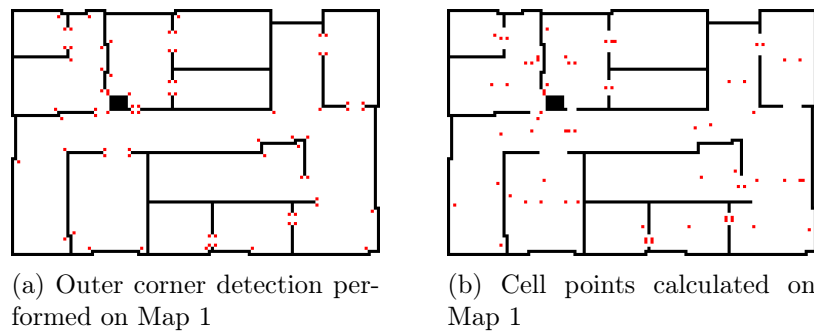 (a) Outer corner detection per-
formed on Map 1
(b) Cell points calculated on
Map 1